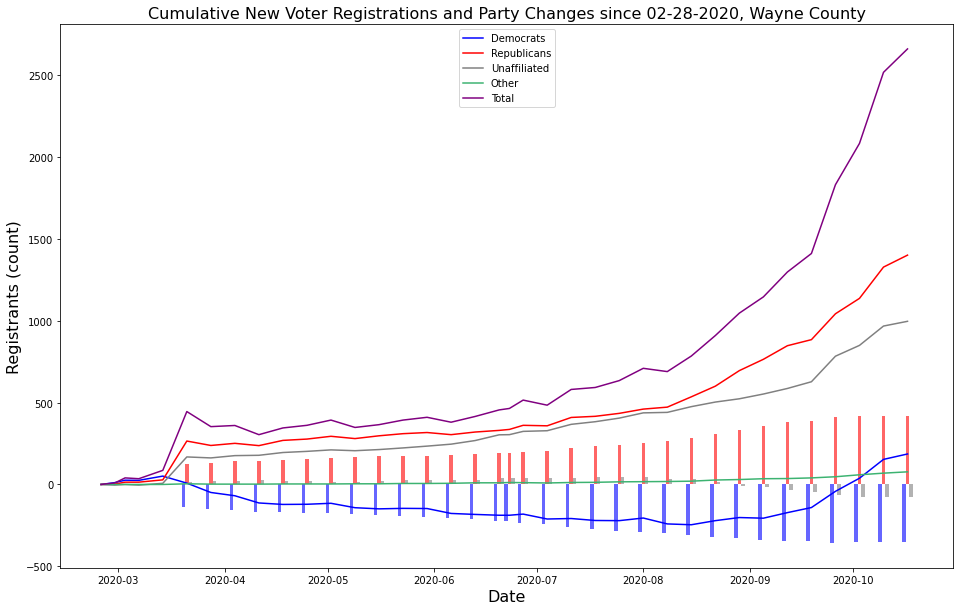 Cumulative New Voter Registrations and Party Changes since 02-28-2020, Wayne County
Democrats
Republicans
Unaffiliated
Other
Total
Registrants (count)
2500
2000
1500
1000
500
0
−500
2020-03 2020-04 2020-05 2020-06 2020-07 2020-08 2020-09 2020-10
Date